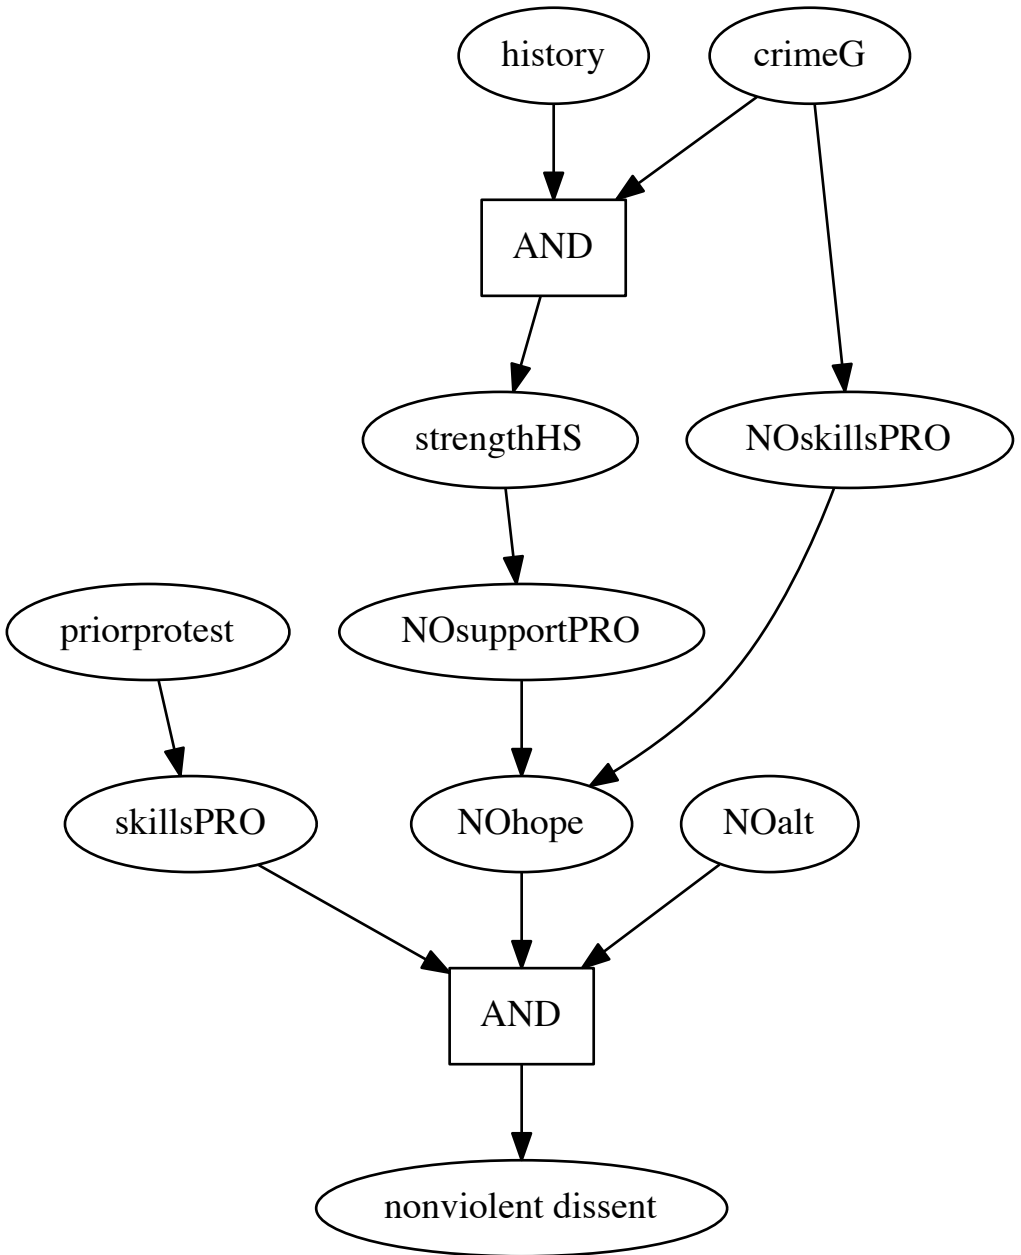 history
crimeG
AND
strengthHS
NOskillsPRO
priorprotest
NOsupportPRO
skillsPRO
NOhope
NOalt
AND
nonviolent dissent